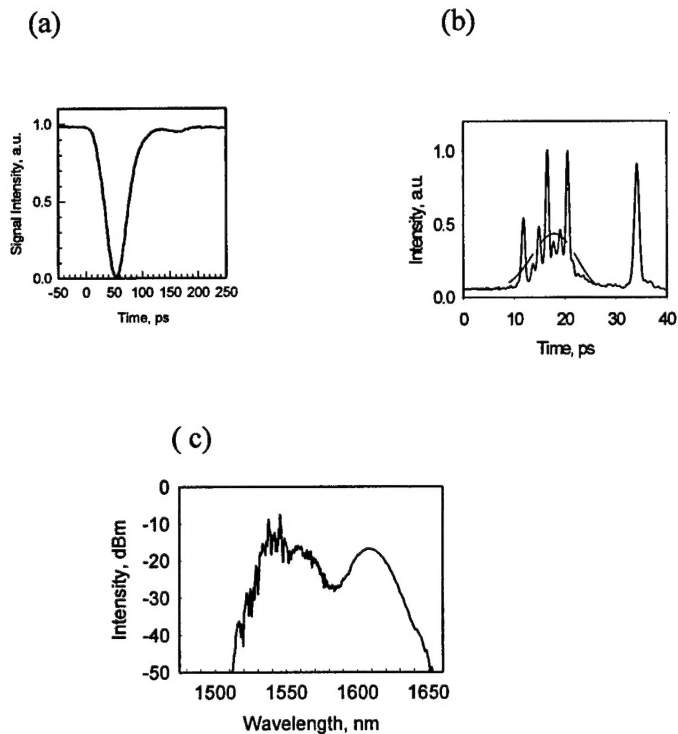 (a)
(b)
Signal Intensity, a.u.
1.0
0.5
0.0
-50 0 50 100 150 200 250
Time, ps
Intensity, a.u.
1.0
0.5
0.0
0 10 20 30 40
Time, ps
( c)
Intensity, dBm
0
-10
-20
-30
-40
-50
1500 1550 1600 1650
Wavelength, nm